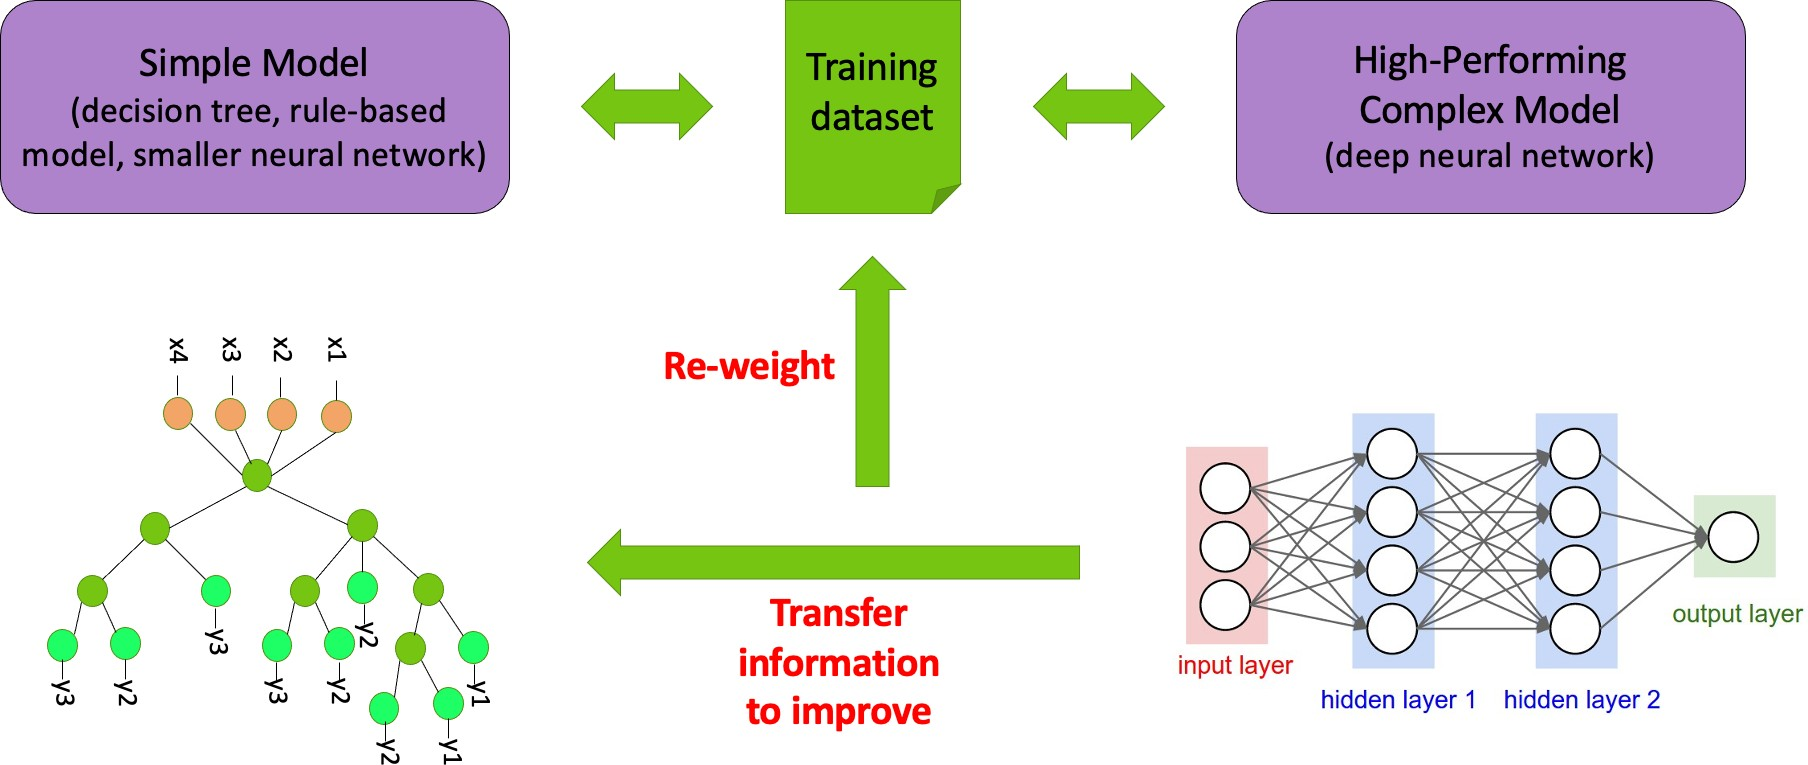 Simple Model
(decision tree, rule-based
model, smaller neural network)
Training
dataset
High-Performing
Complex Model
(deep neural network)
Re-weight
Transfer
information
to improve
x4
x3
x2
x1
y3
y2
y3
y3
y2
y2
y2
y1
y1
input layer
hidden layer 1
hidden layer 2
output layer